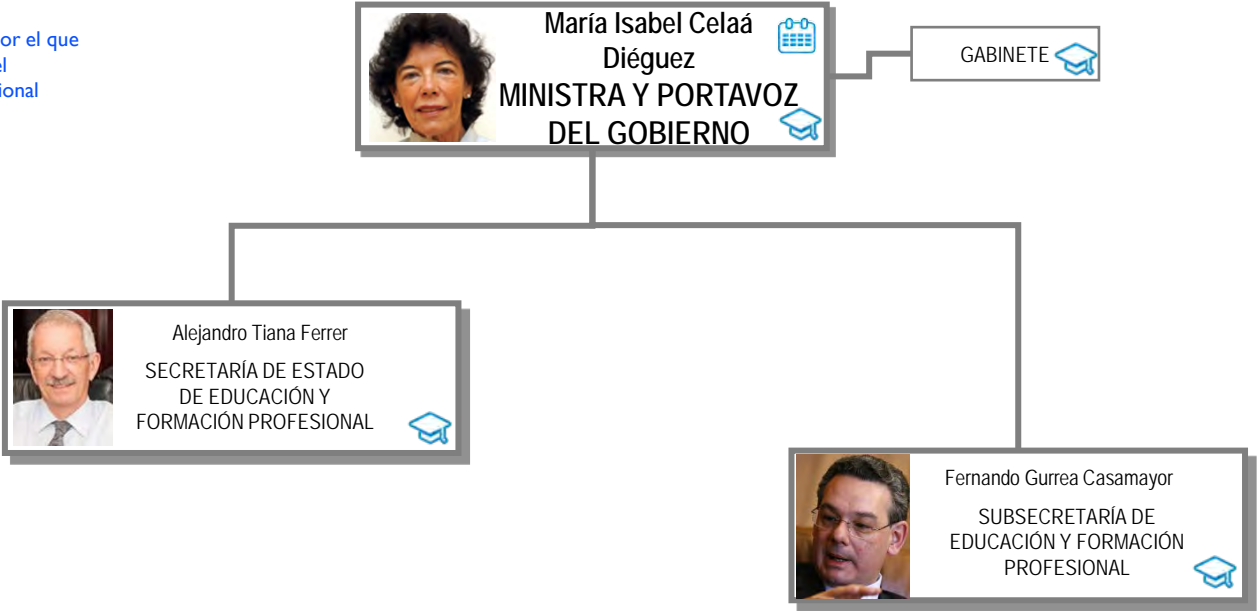 or el que
el
ional
María Isabel Celaá
Diéguez
MINISTRA Y PORTAVOZ
DEL GOBIERNO
GABINETE
Alejandro Tiana Ferrer
SECRETARÍA DE ESTADO
DE EDUCACIÓN Y
FORMACIÓN PROFESIONAL
Fernando Gurrea Casamayor
SUBSECRETARÍA DE
EDUCACIÓN Y FORMACIÓN
PROFESIONAL